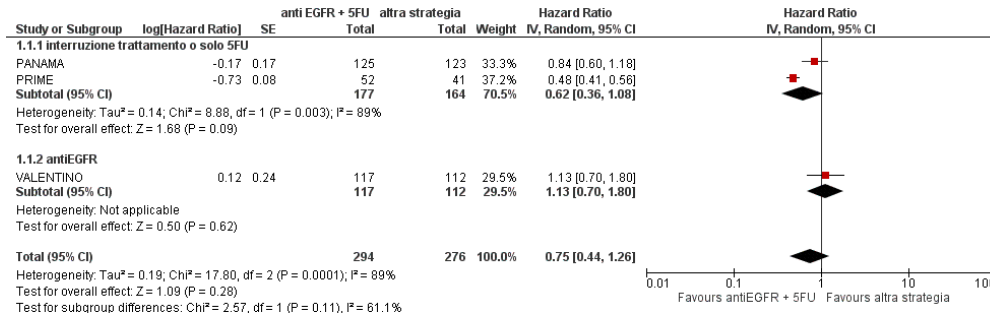 anti EGFR + 5FU altra strategia Hazard Ratio Hazard Ratio
Study or Subgroup log[Hazard Ratio] SE Total Total Weight IV, Random, 95% CI IV, Random, 95% CI
1.1.1 interruzione trattamento o solo 5FU
PANAMA -0.17 0.17 125 123 33.3% 0.84 [0.60, 1.18]
PRIME -0.73 0.08 52 41 37.2% 0.48 [0.41, 0.56]
Subtotal (95% CI) 177 164 70.5% 0.62 [0.36, 1.08]
Heterogeneity: Tau² = 0.14; Chi² = 8.88, df = 1 (P = 0.003); I² = 89%
Test for overall effect: Z = 1.68 (P = 0.09)
1.1.2 antiEGFR
VALENTINO 0.12 0.24 117 112 29.5% 1.13 [0.70, 1.80]
Subtotal (95% CI) 117 112 29.5% 1.13 [0.70, 1.80]
Heterogeneity: Not applicable
Test for overall effect: Z = 0.50 (P = 0.62)
Total (95% CI) 294 276 100.0% 0.75 [0.44, 1.26]
Heterogeneity: Tau² = 0.19; Chi² = 17.80, df = 2 (P = 0.0001); I² = 89%
Test for overall effect: Z = 1.09 (P = 0.28)
Test for subgroup differences: Chi² = 2.57, df = 1 (P = 0.11), I² = 61.1%
0.01 0.1 1 10 100
Favours antiEGFR + 5FU Favours altra strategia